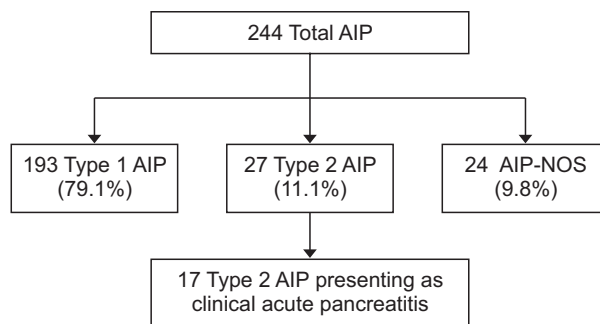 244 Total AIP
193 Type 1 AIP
(79.1%)
27 Type 2 AIP
(11.1%)
24 AIP-NOS
(9.8%)
17 Type 2 AIP presenting as
clinical acute pancreatitis